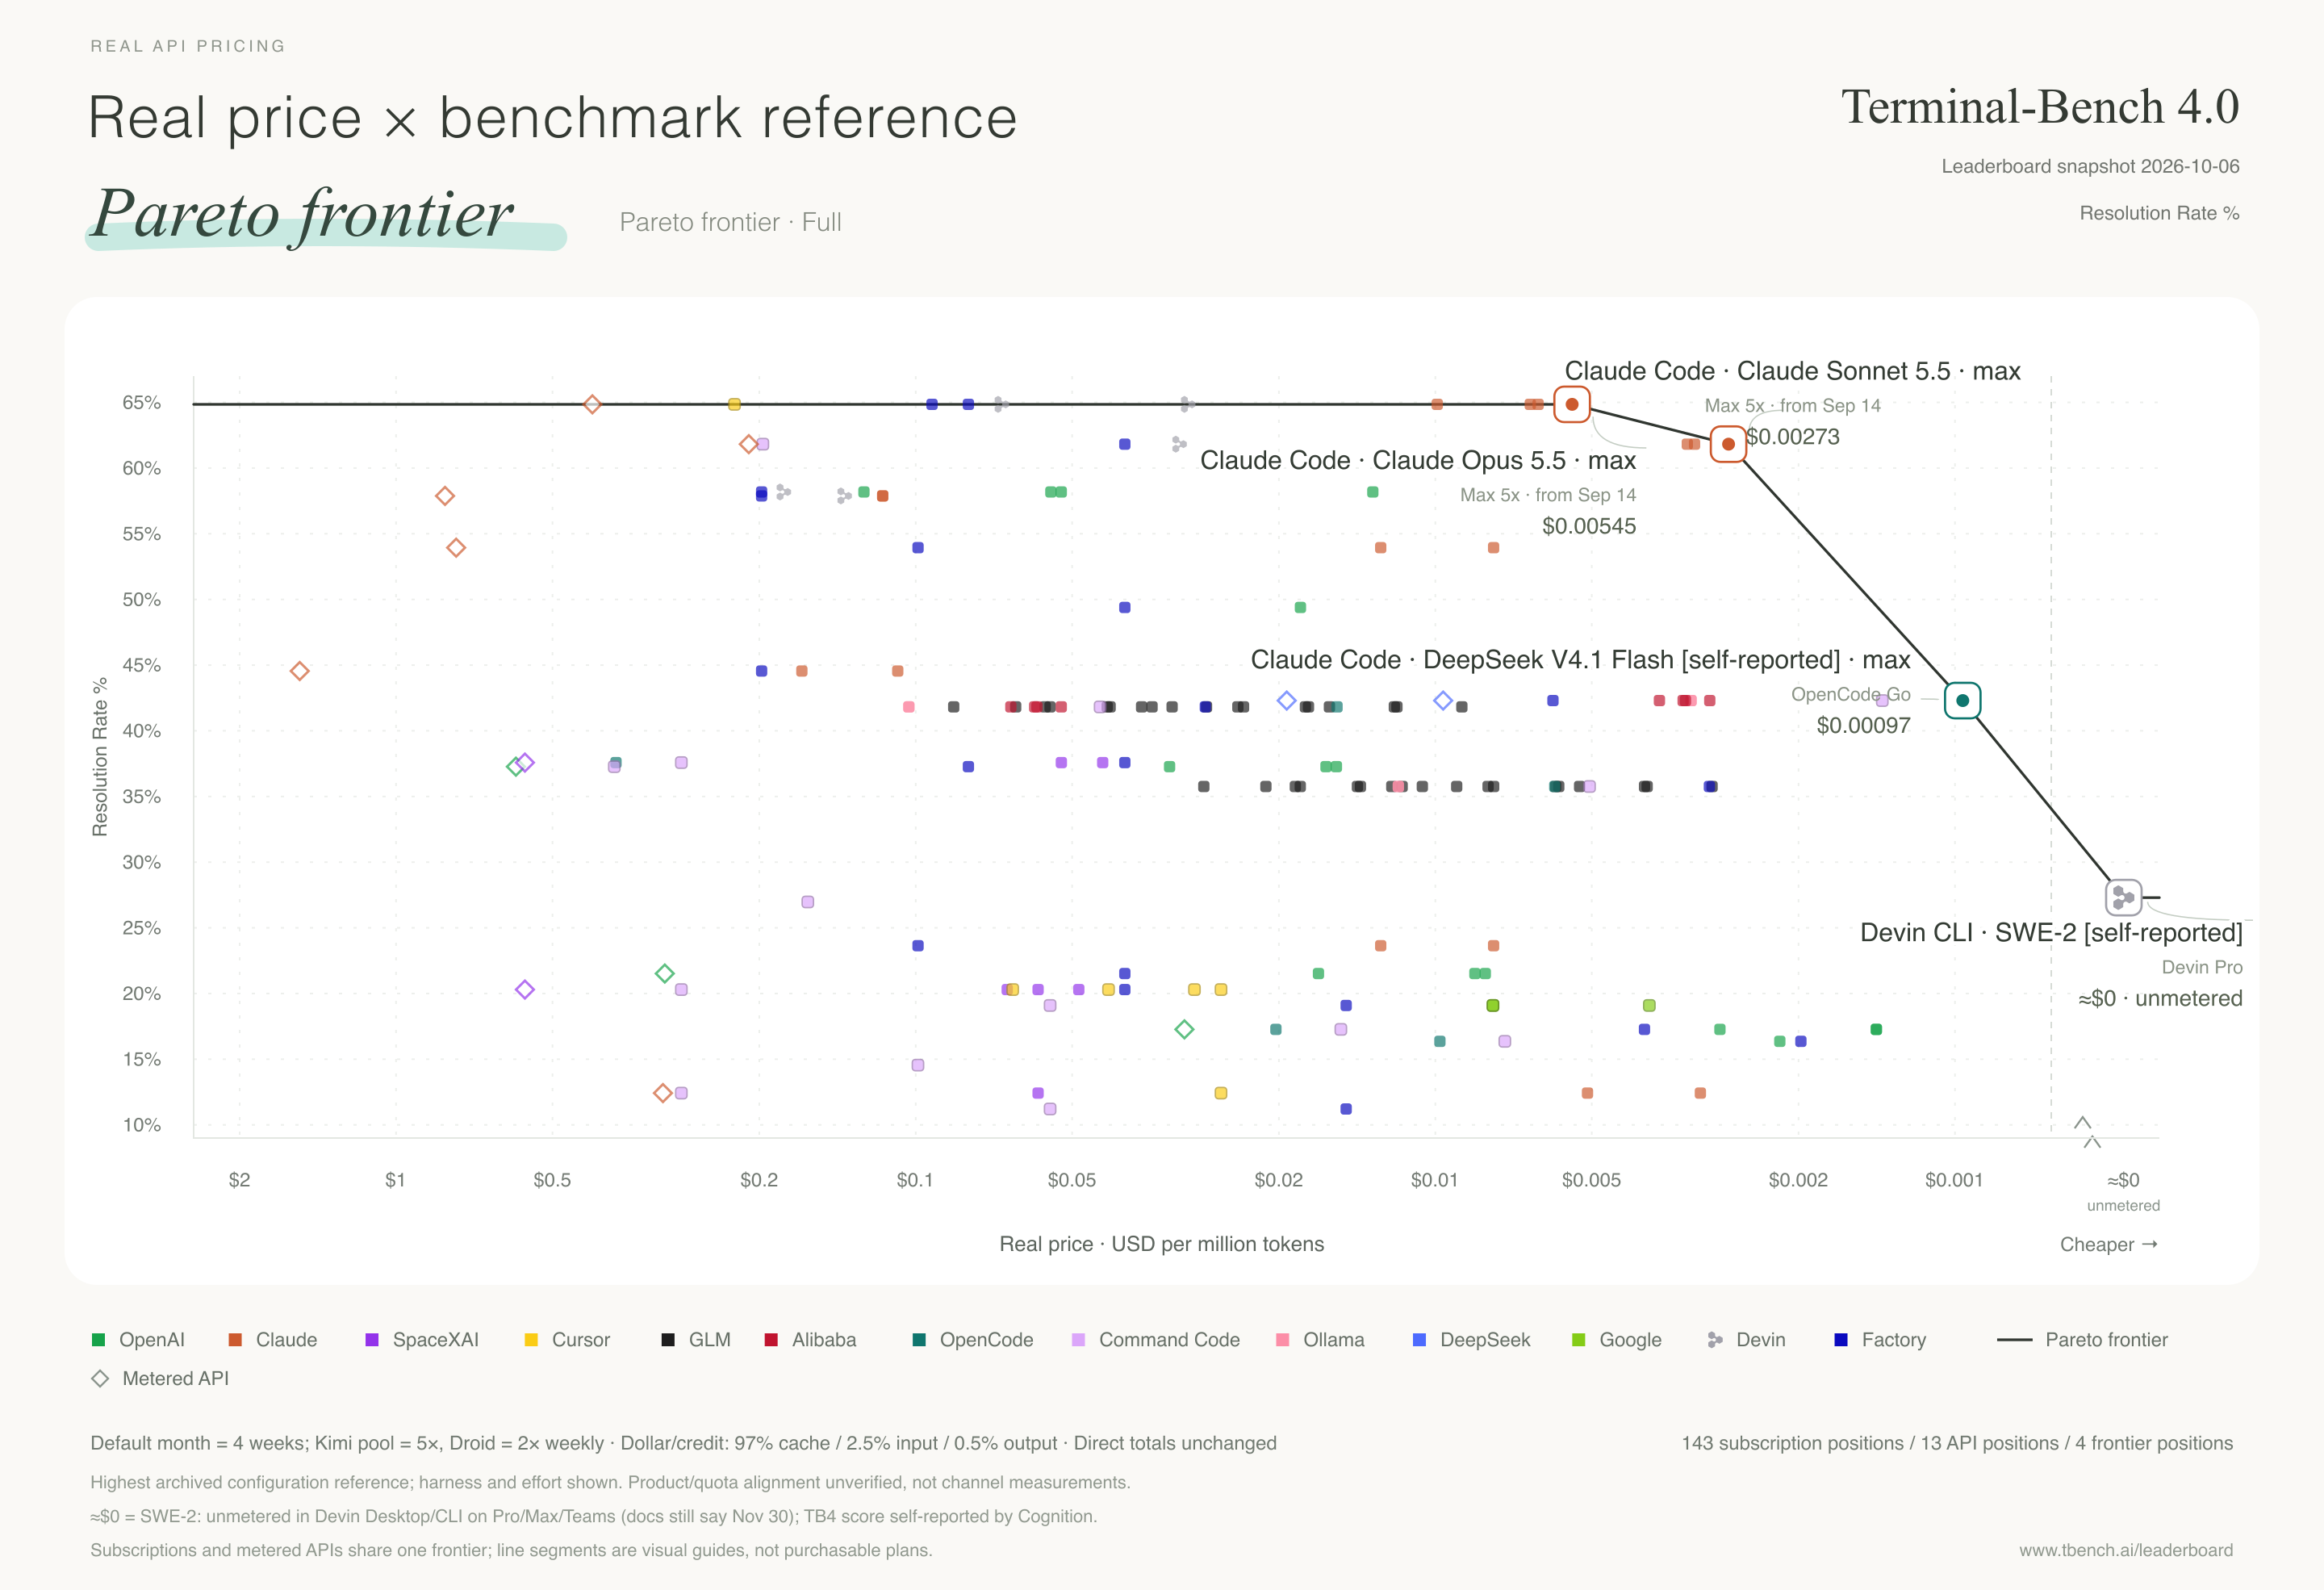 REAL API PRICING
Real price × benchmark reference
Terminal-Bench 4.0
Leaderboard snapshot 2026-10-06
Pareto frontier
Pareto frontier · Full
Resolution Rate %
Claude Code · Claude Sonnet 5.5 · max
Max 5x · from Sep 14
$0.00273
Claude Code · Claude Opus 5.5 · max
Max 5x · from Sep 14
$0.00545
Claude Code · DeepSeek V4.1 Flash [self-reported] · max
OpenCode Go
$0.00097
Devin CLI · SWE-2 [self-reported]
Devin Pro
≈$0 · unmetered
65%
60%
55%
50%
45%
40%
35%
30%
25%
20%
15%
10%
Resolution Rate %
$2 $1 $0.5 $0.2 $0.1 $0.05 $0.02 $0.01 $0.005 $0.002 $0.001 ≈$0
unmetered
Real price · USD per million tokens
Cheaper →
OpenAI Claude SpaceXAI Cursor GLM Alibaba OpenCode Command Code Ollama DeepSeek Google Devin Factory Pareto frontier
Metered API
Default month = 4 weeks; Kimi pool = 5×, Droid = 2× weekly · Dollar/credit: 97% cache / 2.5% input / 0.5% output · Direct totals unchanged
143 subscription positions / 13 API positions / 4 frontier positions
Highest archived configuration reference; harness and effort shown. Product/quota alignment unverified, not channel measurements.
≈$0 = SWE-2: unmetered in Devin Desktop/CLI on Pro/Max/Teams (docs still say Nov 30); TB4 score self-reported by Cognition.
Subscriptions and metered APIs share one frontier; line segments are visual guides, not purchasable plans.
www.tbench.ai/leaderboard